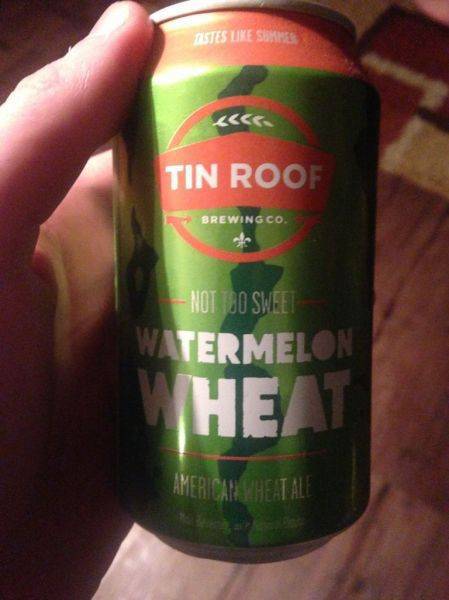 TASTES LIKE SUMMER
TIN ROOF
BREWING CO.
NOT TOO SWEET
WATERMELON
WHEAT
AMERICAN WHEAT ALE